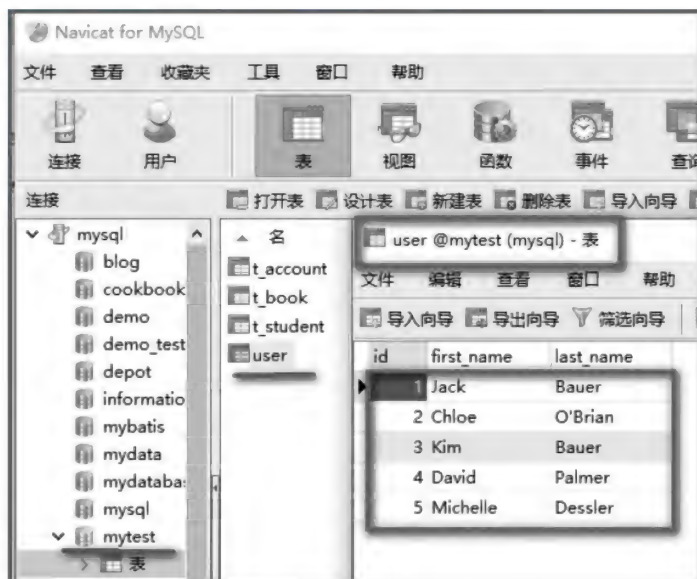 Navicat for MySQL
文件 查看 收藏夹 工具 窗口 帮助
连接 用户 表 视图 函数 事件
连接 打开表 设计表 新建表 删除表 导入向导
mysql
blog
cookbook
demo
demo_test
depot
informatio
mybatis
mydata
mydataba
mysql
mytest
表
名
t_account
t_book
t_student
user
user @mytest (mysql) - 表
文件 编辑 查看 窗口 帮助
导入向导 导出向导 筛选向导
id first_name last_name
1 Jack Bauer
2 Chloe O'Brian
3 Kim Bauer
4 David Palmer
5 Michelle Dessler